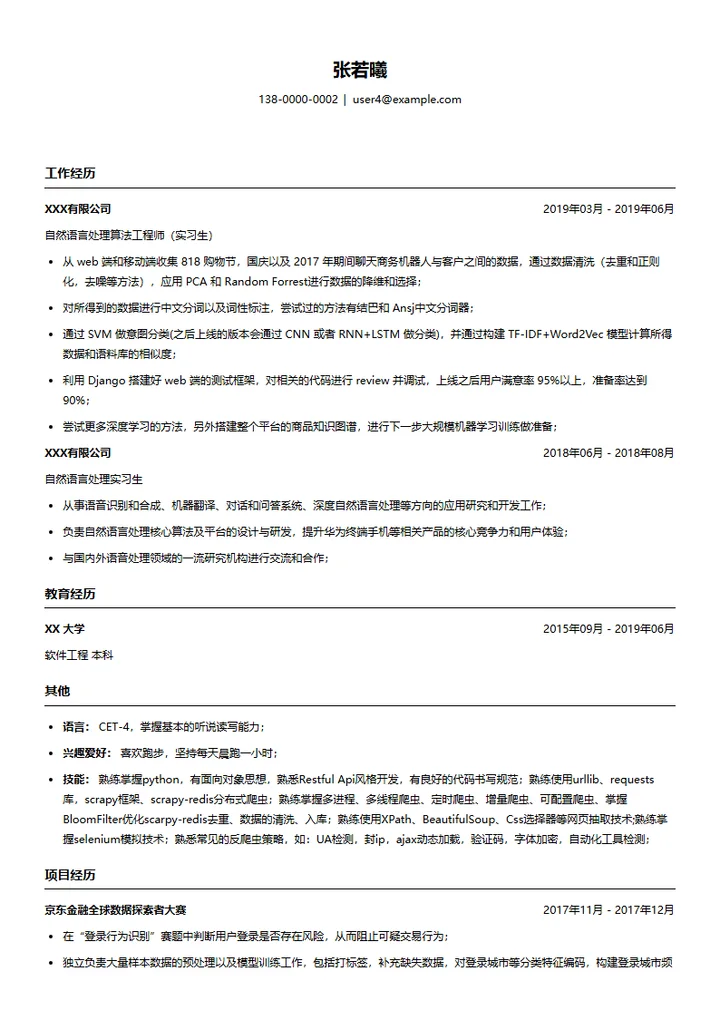 张若曦
138-0000-0002 | user4@example.com
工作经历
XXX有限公司 2019年03月 - 2019年06月
自然语言处理算法工程师（实习生）
• 从 web 端和移动端收集 818 购物节，国庆以及 2017 年期间聊天商务机器人与客户之间的数据，通过数据清洗（去重和正则
化，去噪等方法），应用 PCA 和 Random Forrest进行数据的降维和选择；
• 对所得到的数据进行中文分词以及词性标注，尝试过的方法有结巴和 Ansj中文分词器；
• 通过 SVM 做意图分类(之后上线的版本会通过 CNN 或者 RNN+LSTM 做分类)，并通过构建 TF-IDF+Word2Vec 模型计算所得
数据和语料库的相似度；
• 利用 Django 搭建好 web 端的测试框架，对相关的代码进行 review 并调试，上线之后用户满意率 95%以上，准备率达到
90%；
• 尝试更多深度学习的方法，另外搭建整个平台的商品知识图谱，进行下一步大规模机器学习训练做准备；
XXX有限公司 2018年06月 - 2018年08月
自然语言处理实习生
• 从事语音识别和合成、机器翻译、对话和问答系统、深度自然语言处理等方向的应用研究和开发工作；
• 负责自然语言处理核心算法及平台的设计与研发，提升华为终端手机等相关产品的核心竞争力和用户体验；
• 与国内外语音处理领域的一流研究机构进行交流和合作；
教育经历
XX 大学 2015年09月 - 2019年06月
软件工程 本科
其他
• 语言： CET-4，掌握基本的听说读写能力；
• 兴趣爱好： 喜欢跑步，坚持每天晨跑一小时；
• 技能： 熟练掌握python，有面向对象思想，熟悉Restful Api风格开发，有良好的代码书写规范；熟练使用urllib、requests
库，scrapy框架、scrapy-redis分布式爬虫；熟练掌握多进程、多线程爬虫、定时爬虫、增量爬虫、可配置爬虫、掌握
BloomFilter优化scarpy-redis去重、数据的清洗、入库；熟练使用XPath、BeautifulSoup、Css选择器等网页抽取技术;熟练掌
握selenium模拟技术；熟悉常见的反爬虫策略，如：UA检测，封ip，ajax动态加载，验证码，字体加密，自动化工具检测；
项目经历
京东金融全球数据探索者大赛 2017年11月 - 2017年12月
• 在“登录行为识别”赛题中判断用户登录是否存在风险，从而阻止可疑交易行为；
• 独立负责大量样本数据的预处理以及模型训练工作，包括打标签，补充缺失数据，对登录城市等分类特征编码，构建登录城市频